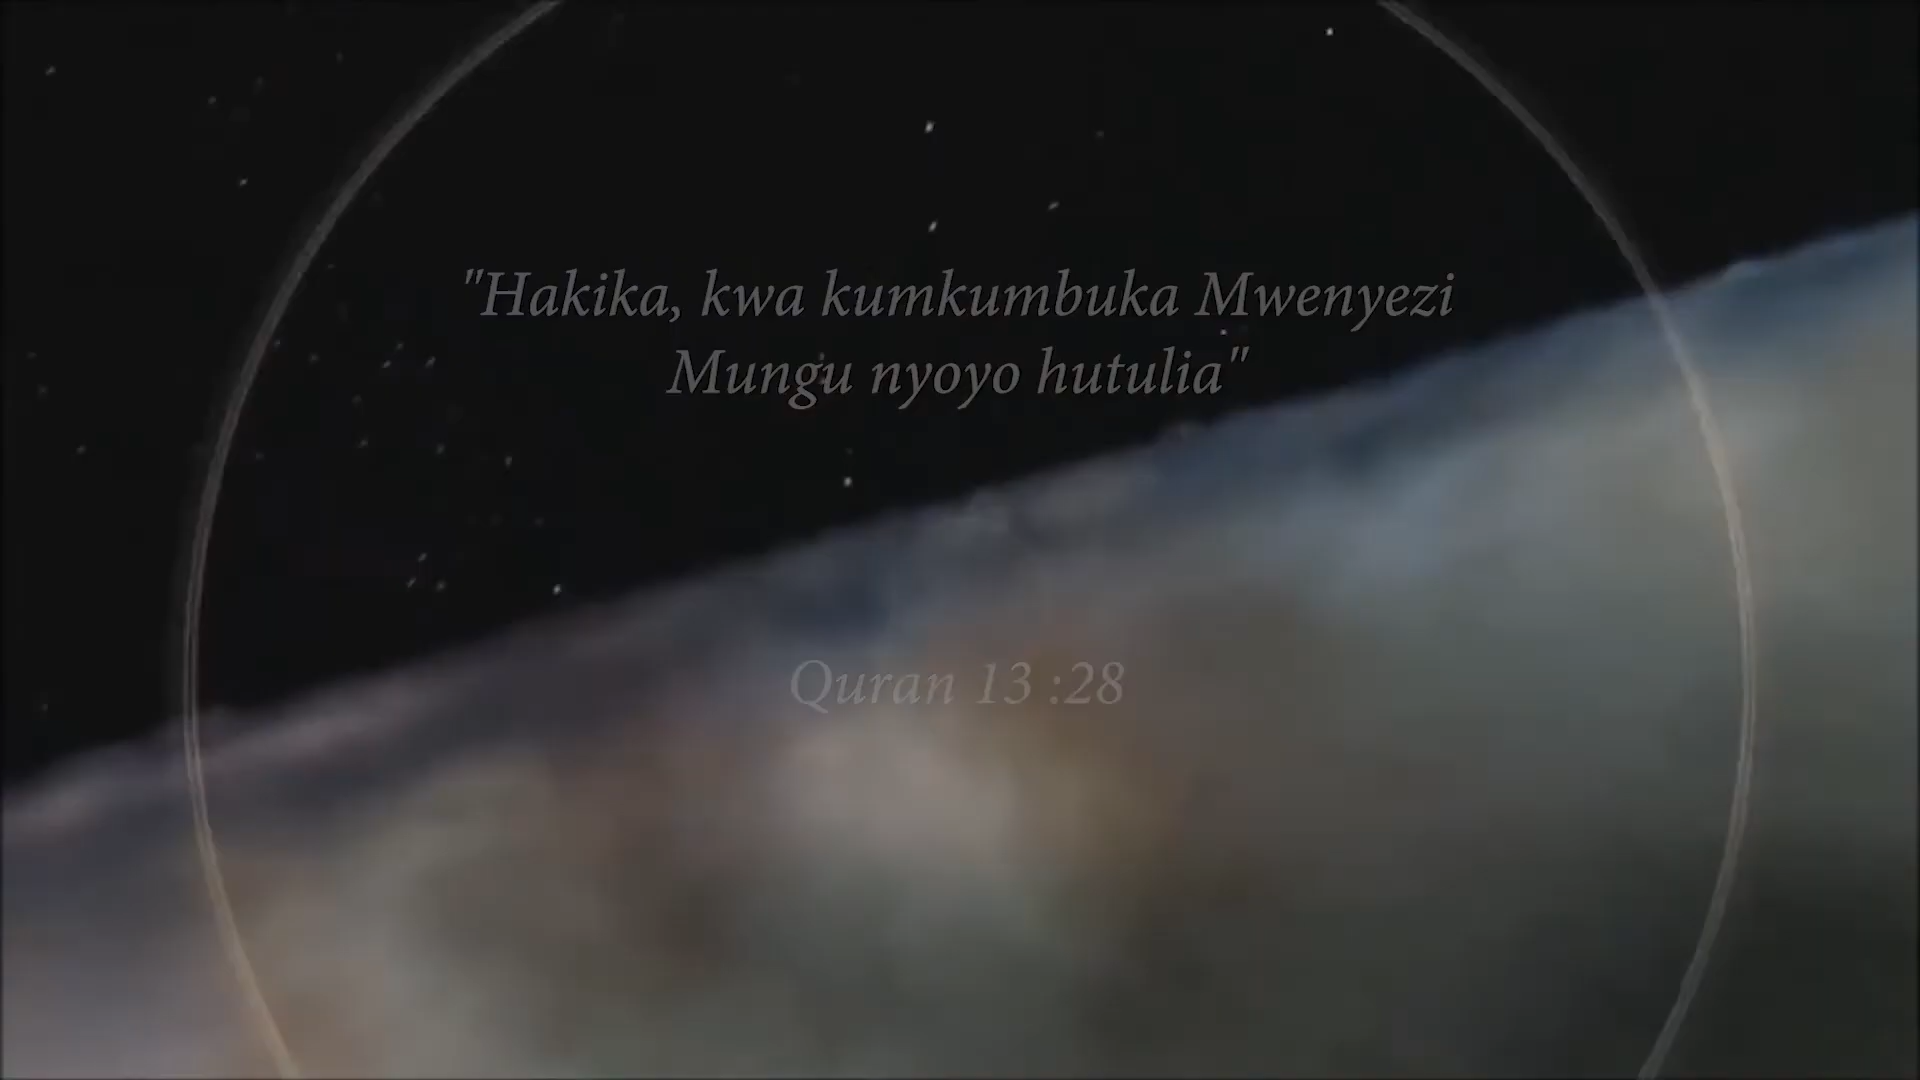 "Hakika, kwa kumkumbuka Mwenyezi
Mungu nyoyo hutulia"
Quran 13 :28